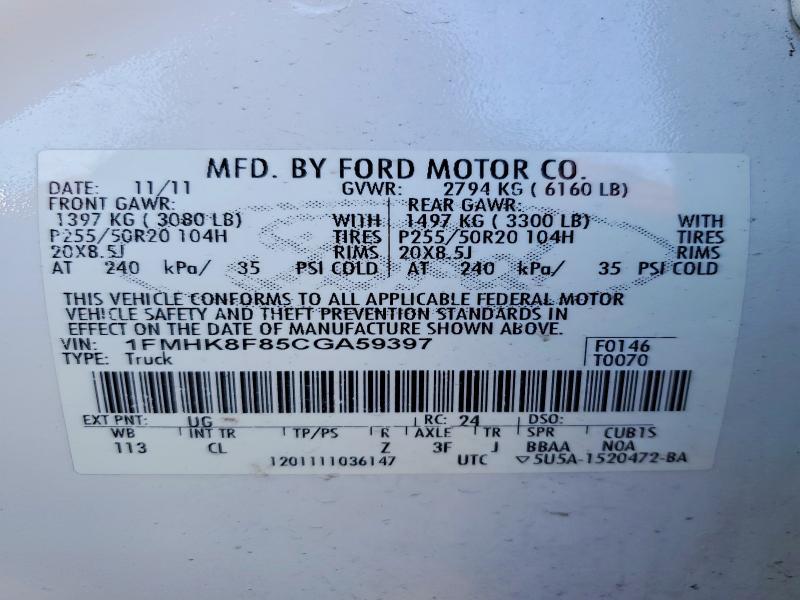 MFD. BY FORD MOTOR CO.
DATE: 11/11 GVWR: 2794 KG ( 6160 LB)
FRONT GAWR: REAR GAWR:
1397 KG ( 3080 LB) WITH 1497 KG ( 3300 LB) WITH
P255/50R20 104H TIRES P255/50R20 104H TIRES
20X8.5J RIMS 20X8.5J RIMS
AT 240 kPa/ 35 PSI COLD AT 240 kPa/ 35 PSI COLD
THIS VEHICLE CONFORMS TO ALL APPLICABLE FEDERAL MOTOR
VEHICLE SAFETY AND THEFT PREVENTION STANDARDS IN
EFFECT ON THE DATE OF MANUFACTURE SHOWN ABOVE.
VIN: 1FMHK8F85CGA59397 F0146
TYPE: Truck T0070
EXT PNT: UG RC: 24 DSO:
WB INT TR TP/PS R AXLE TR SPR CUB1S
113 CL Z 3F J BBAA NOA
1201111036147 UTC ▽5U5A-1520472-BA